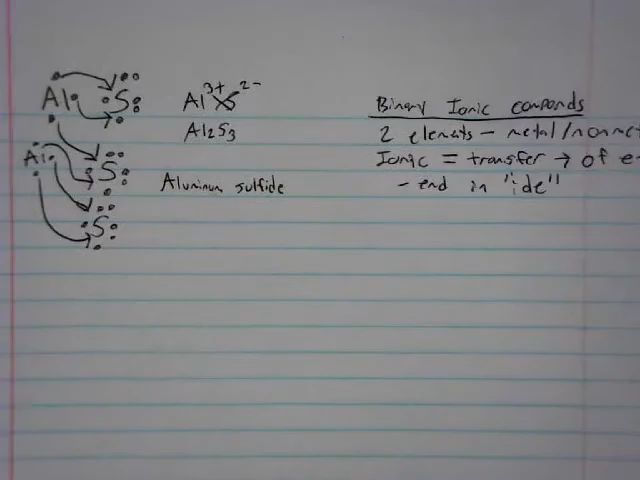 Al S Al³⁺ S²⁻
Al2S3
Al S
Aluminum sulfide
S
Binary Ionic componds
2 elements - metal/nonmet
Ionic = transfer → of e-
- end in "ide"